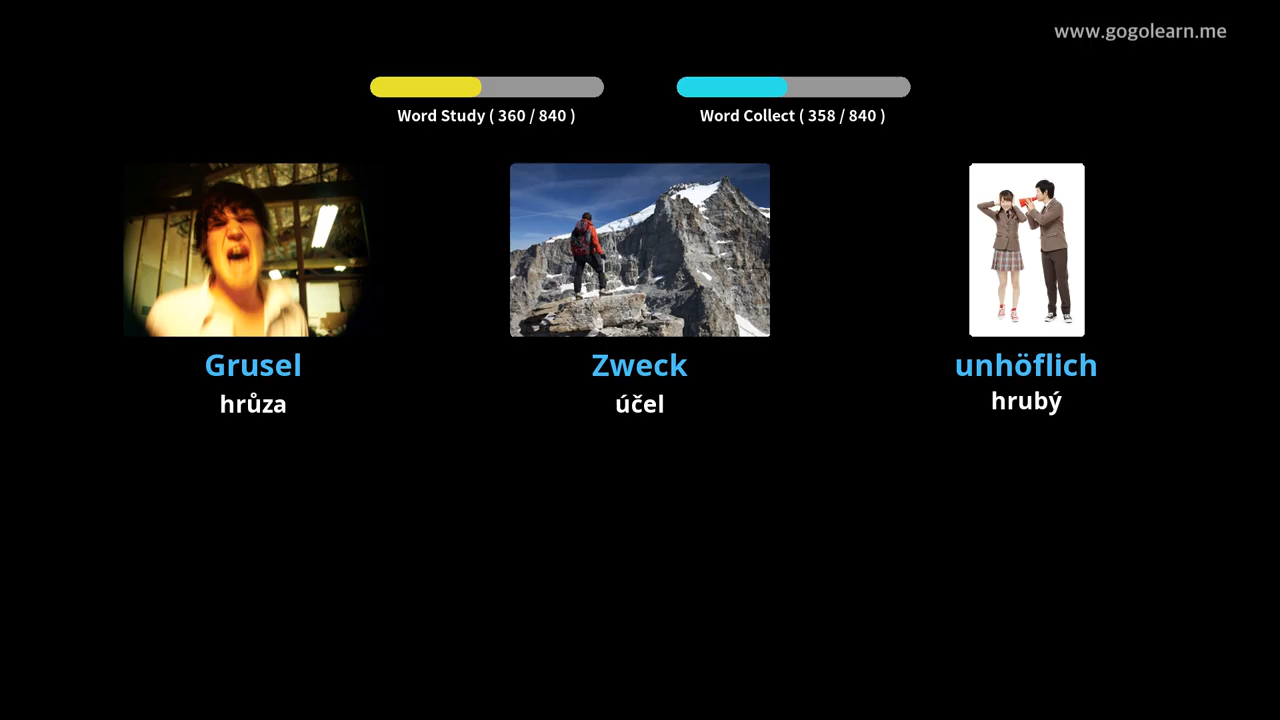 www.gogolearn.me
Word Study ( 360 / 840 )
Word Collect ( 358 / 840 )
Grusel
hrůza
Zweck
účel
unhöflich
hrubý